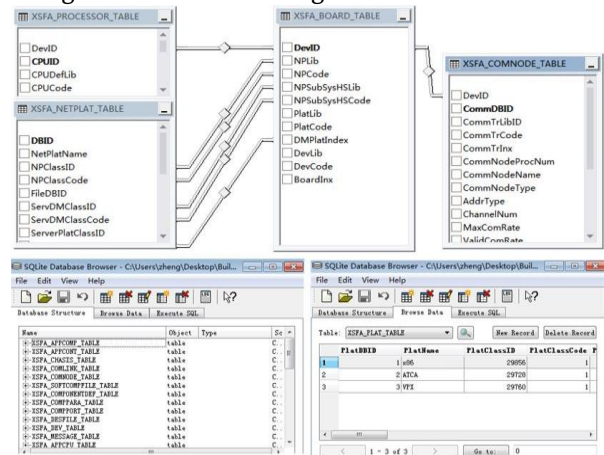 XSFA_PROCESSOR_TABLE
DevID
CPUID
CPUDefLib
CPUCode
XSFA_NETPLAT_TABLE
DBID
NetPlatName
NPClassID
NPClassCode
FileDBID
ServDMClassID
ServDMClassCode
ServerPlatClassID
XSFA_BOARD_TABLE
DevID
NPLib
NPCode
NPSubSysHSLib
NPSubSysHSCode
PlatLib
PlatCode
DMPlatIndex
DevLib
DevCode
BoardInx
XSFA_COMNODE_TABLE
DevID
CommDBID
CommTrLibID
CommTrCode
CommTrInx
CommNodeProcNum
CommNodeName
CommNodeType
AddrType
ChannelNum
MaxComRate
ValidComRate
SQLite Database Browser - C:\Users\zheng\Desktop\Buil...
File Edit View Help
Database Structure Browse Data Execute SQL
Name Object Type Sc
XSFA_APPCOMP_TABLE table C..
XSFA_APPCONT_TABLE table C..
XSFA_CHASIS_TABLE table C..
XSFA_COMLINK_TABLE table C..
XSFA_COMNODE_TABLE table C..
XSFA_SOFTCOMPFILE_TABLE table C..
XSFA_COMPONENTDEF_TABLE table C..
XSFA_COMPPARA_TABLE table C..
XSFA_COMPPORT_TABLE table C..
XSFA_DESFILE_TABLE table C..
XSFA_DEV_TABLE table C..
XSFA_MESSAGE_TABLE table C..
XSFA_APPCPU_TABLE table C..
SQLite Database Browser - C:\Users\zheng\Desktop\Buil...
File Edit View Help
Database Structure Browse Data Execute SQL
Table: XSFA_PLAT_TABLE New Record Delete Record
PlatDBID PlatName PlatClassID PlatClassCode P
1 1 x86 29856 1
2 2 ATCA 29728 1
3 3 VPX 29760 1
< 1 - 3 of 3 > Go to: 0